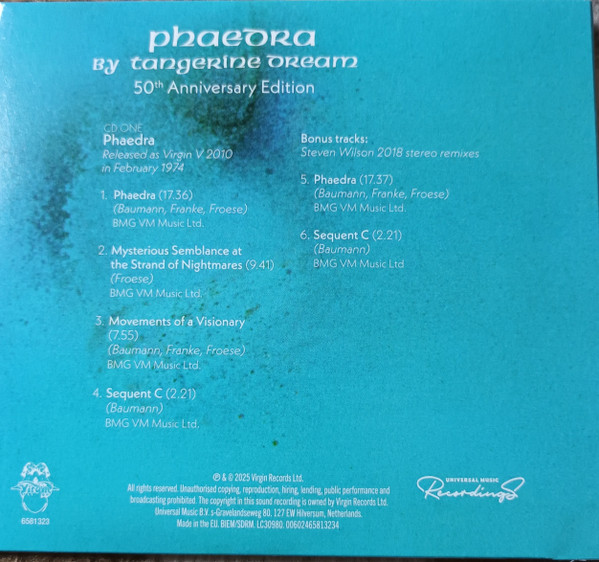 phaedra
by tangerine dream
50th Anniversary Edition
CD ONE:
Phaedra
Released as Virgin V 2010
in February 1974
1. Phaedra (17.36)
(Baumann, Franke, Froese)
BMG VM Music Ltd.
2. Mysterious Semblance at
the Strand of Nightmares (9.41)
(Froese)
BMG VM Music Ltd.
3. Movements of a Visionary
(7.55)
(Baumann, Franke, Froese)
BMG VM Music Ltd.
4. Sequent C (2.21)
(Baumann)
BMG VM Music Ltd.
Bonus tracks:
Steven Wilson 2018 stereo remixes
5. Phaedra (17.37)
(Baumann, Franke, Froese)
BMG VM Music Ltd.
6. Sequent C (2.21)
(Baumann)
BMG VM Music Ltd
Virgin
6581323
℗ & © 2025 Virgin Records Ltd.
All rights reserved. Unauthorised copying, reproduction, hiring, lending, public performance and
broadcasting prohibited. The copyright in this sound recording is owned by Virgin Records Ltd.
Universal Music B.V. s-Gravelandseweg 80. 127 EW Hilversum, Netherlands.
Made in the EU. BIEM/SDRM. LC30980. 00602465813234
UNIVERSAL MUSIC
Recordings